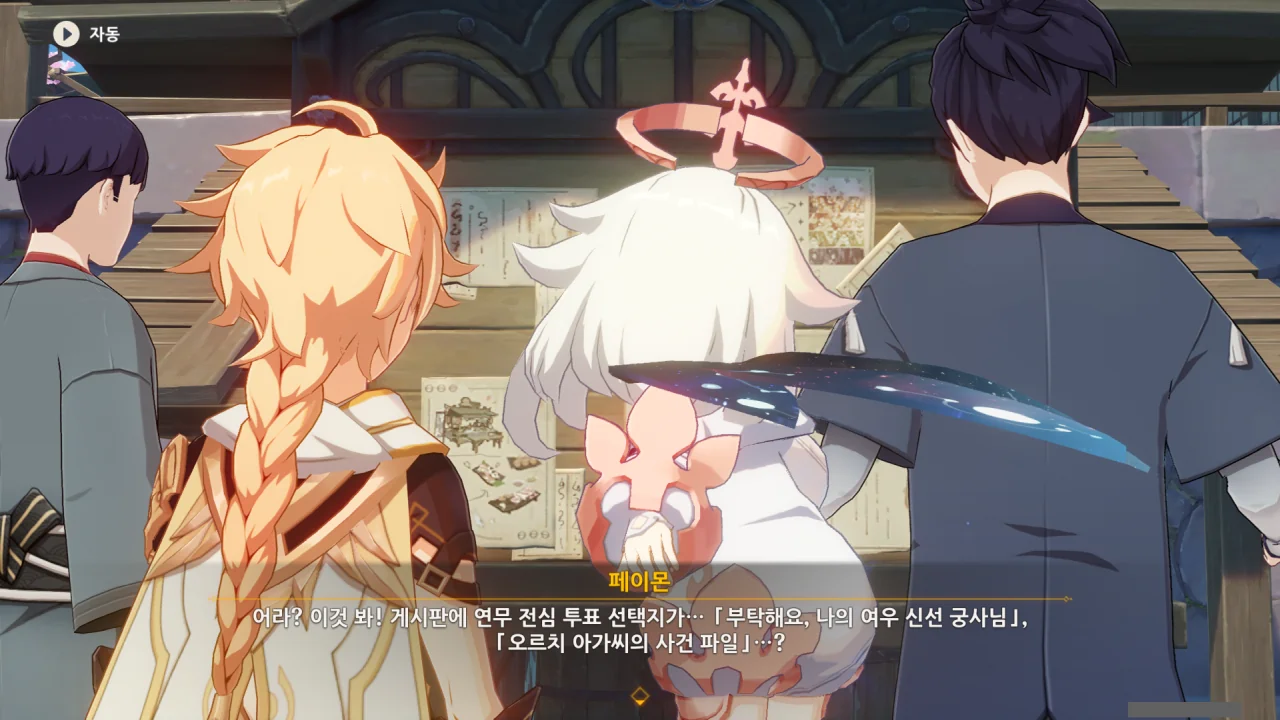 자동
페이몬
어라? 이것 봐! 게시판에 연무 전심 투표 선택지가…「부탁해요, 나의 여우 신선 궁사님」,
「오르치 아가씨의 사건 파일」…?